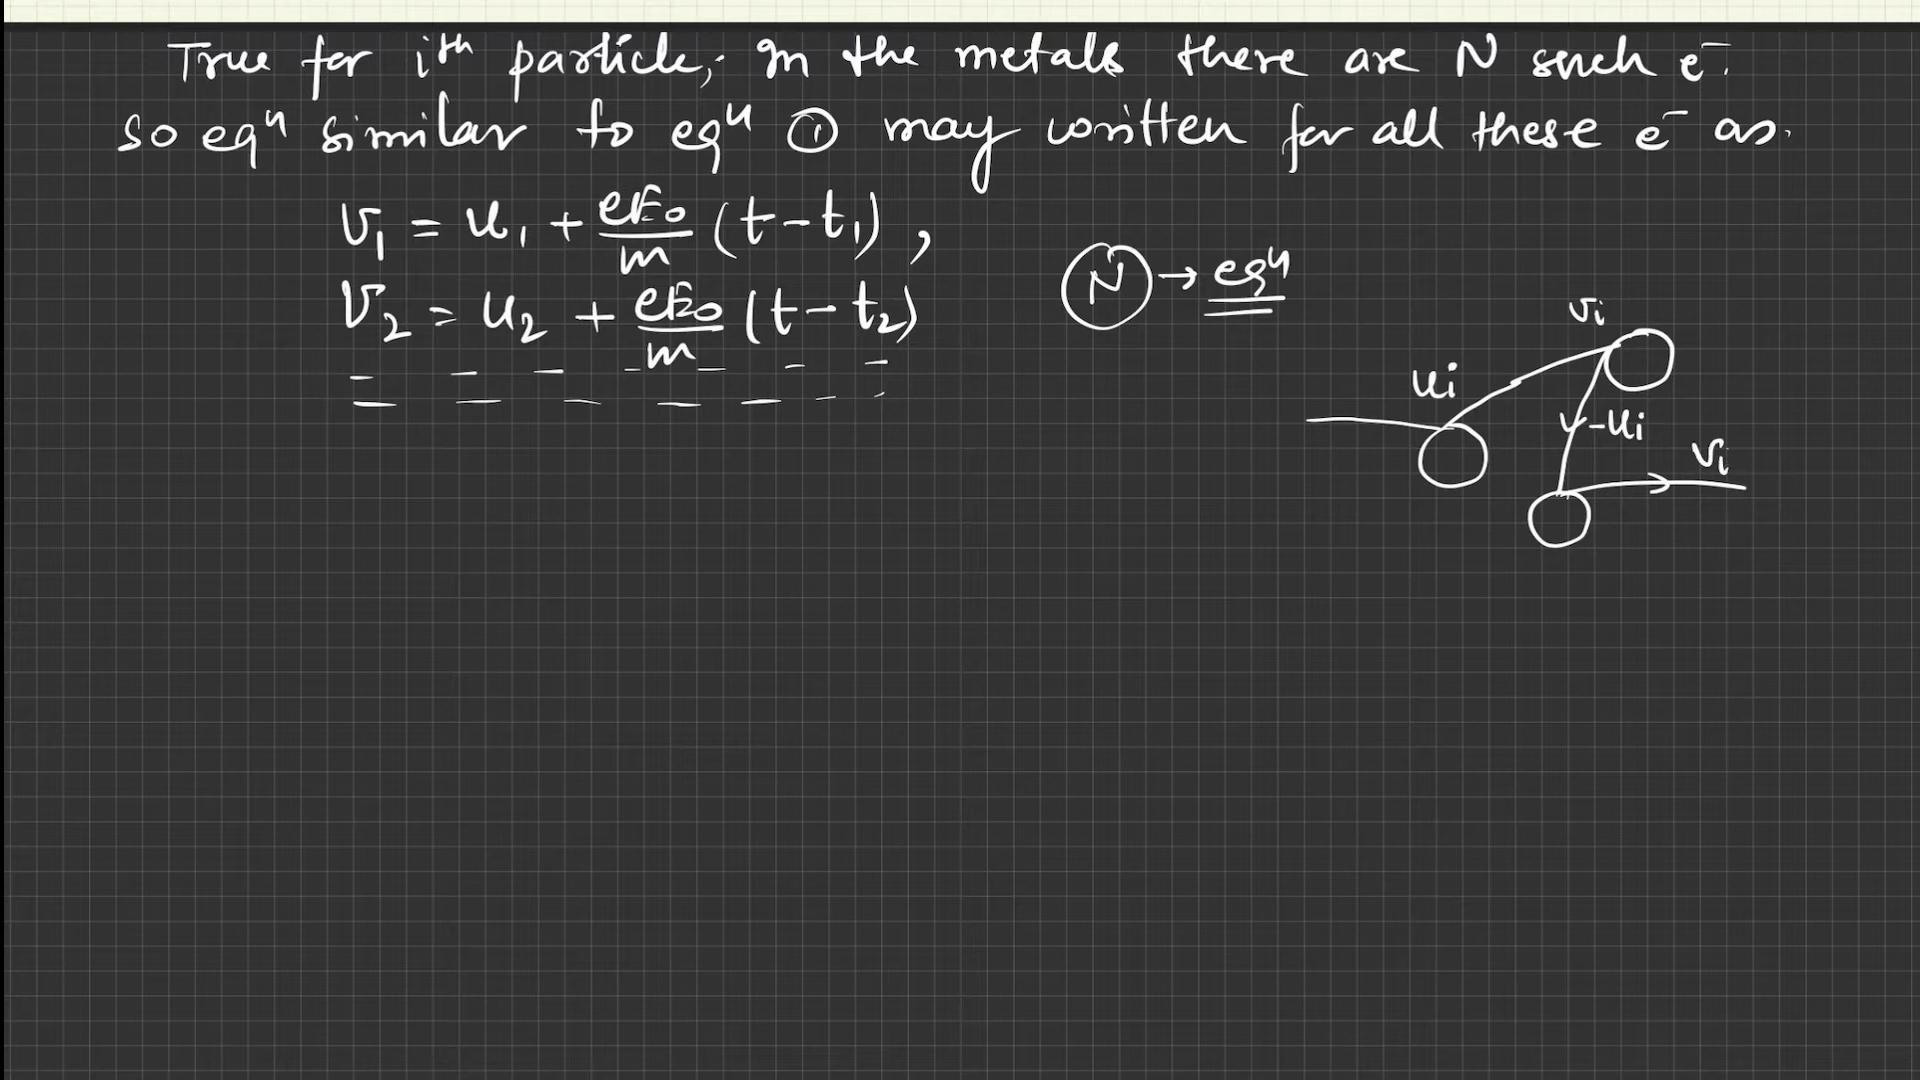 True for iᵗʰ particle, In the metals there are N such e⁻.
so eqⁿ similar to eqⁿ ① may written for all these e⁻ as.
v₁ = u₁ + eE₀/m (t-t₁) ,
v₂ = u₂ + eE₀/m (t-t₂)
N → eqⁿ
vᵢ
uᵢ
-uᵢ
vᵢ